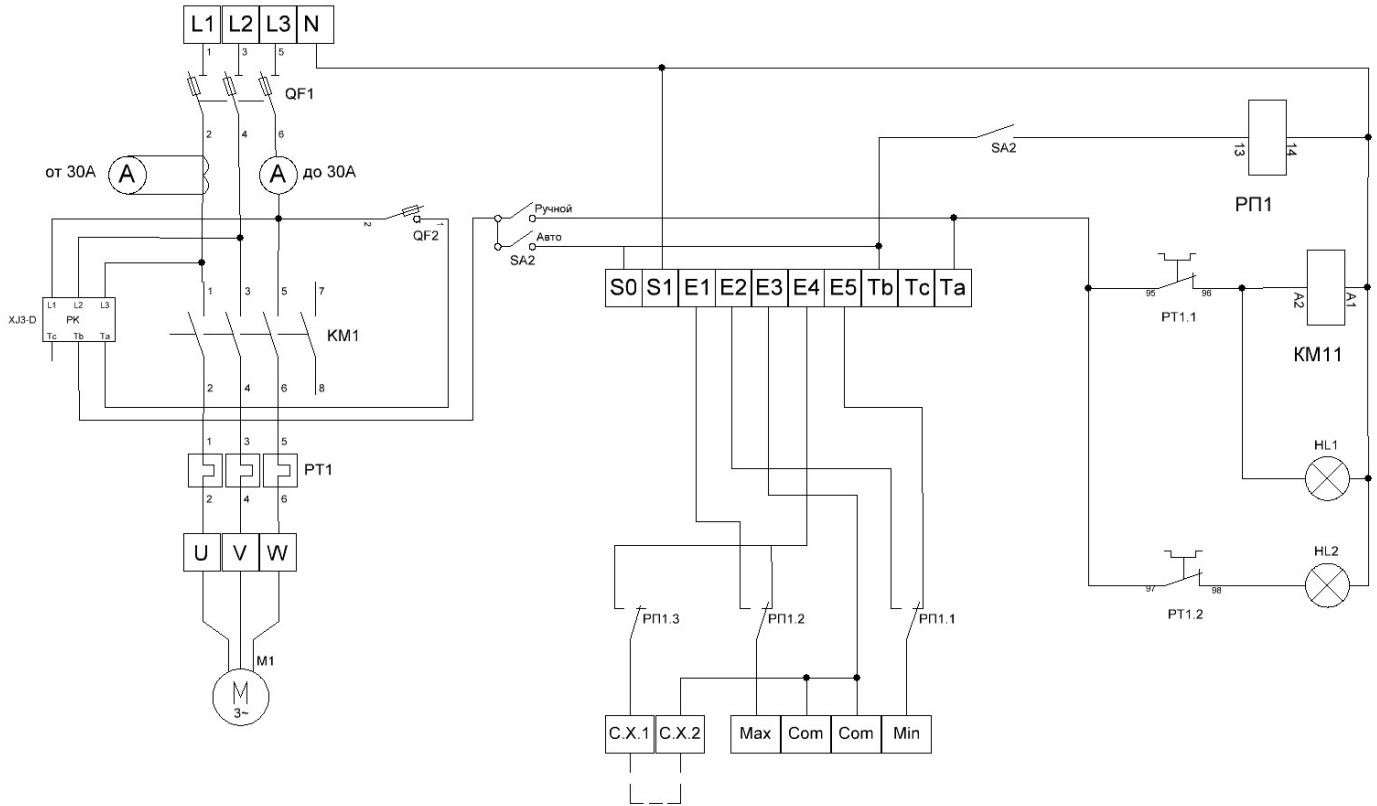 L1 L2 L3 N
1 3 5
QF1
2 4 6
от 30А A A до 30А
SA2
13 14
РП1
2 1
QF2
Ручной
Авто
SA2
S0 S1 E1 E2 E3 E4 E5 Tb Tc Ta
95 96
РТ1.1
A2 A1
КМ11
XJ3-D
L1 L2 L3
РК
Tc Tb Ta
1 3 5 7
КМ1
2 4 6 8
1 3 5
РТ1
2 4 6
HL1
U V W
HL2
97 98
РТ1.2
РП1.3 РП1.2 РП1.1
М1
М
3~
С.Х.1 С.Х.2 Max Com Com Min